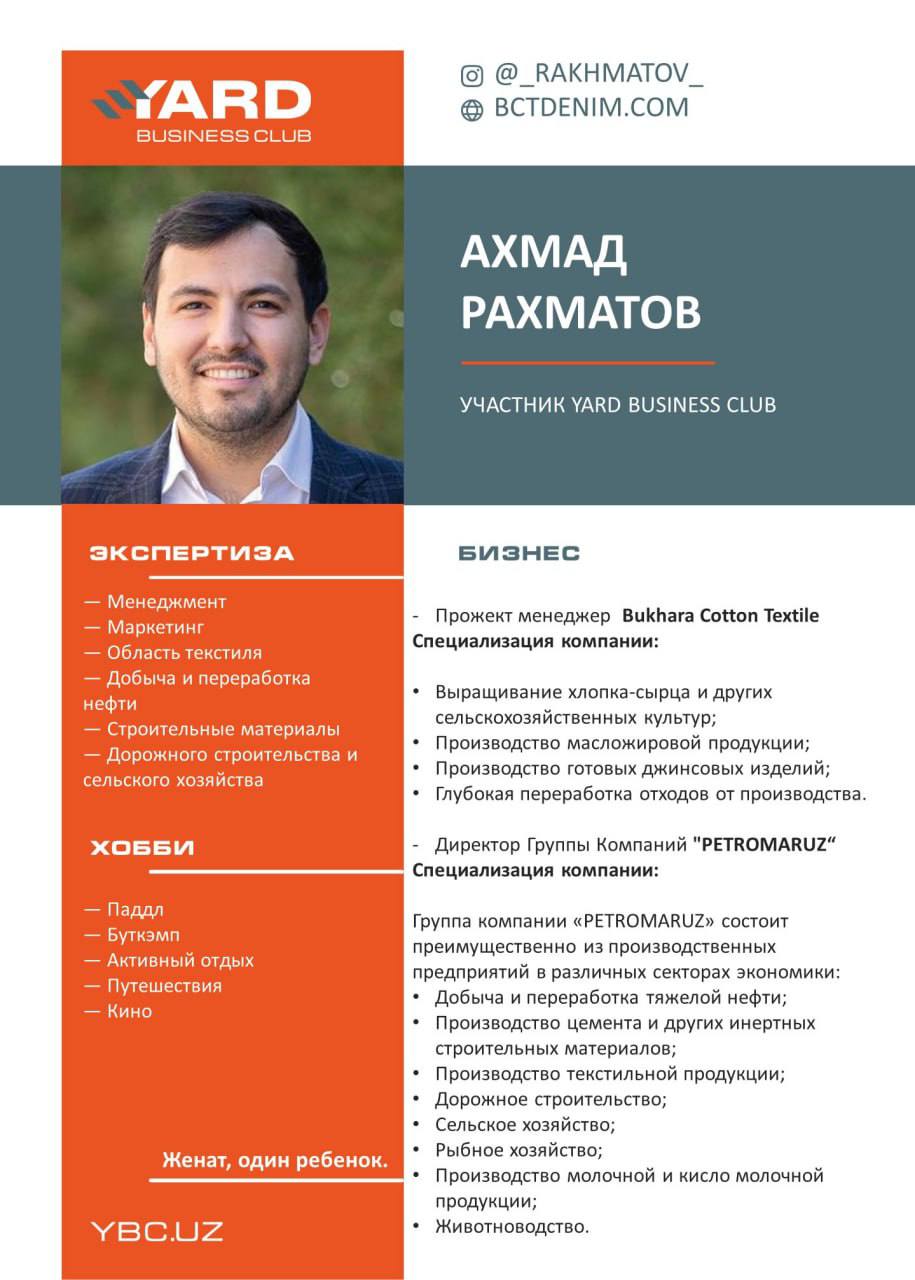 YARD
BUSINESS CLUB
@_RAKHMATOV_
BCTDENIM.COM
АХМАД
РАХМАТОВ
УЧАСТНИК YARD BUSINESS CLUB
ЭКСПЕРТИЗА
— Менеджмент
— Маркетинг
— Область текстиля
— Добыча и переработка
нефти
— Строительные материалы
— Дорожного строительства и
сельского хозяйства
ХОББИ
— Паддл
— Буткэмп
— Активный отдых
— Путешествия
— Кино
Женат, один ребенок.
YBC.UZ
БИЗНЕС
- Прожект менеджер Bukhara Cotton Textile
Специализация компании:
• Выращивание хлопка-сырца и других
сельскохозяйственных культур;
• Производство масложировой продукции;
• Производство готовых джинсовых изделий;
• Глубокая переработка отходов от производства.
- Директор Группы Компаний "PETROMARUZ“
Специализация компании:
Группа компании «PETROMARUZ» состоит
преимущественно из производственных
предприятий в различных секторах экономики:
• Добыча и переработка тяжелой нефти;
• Производство цемента и других инертных
строительных материалов;
• Производство текстильной продукции;
• Дорожное строительство;
• Сельское хозяйство;
• Рыбное хозяйство;
• Производство молочной и кисло молочной
продукции;
• Животноводство.